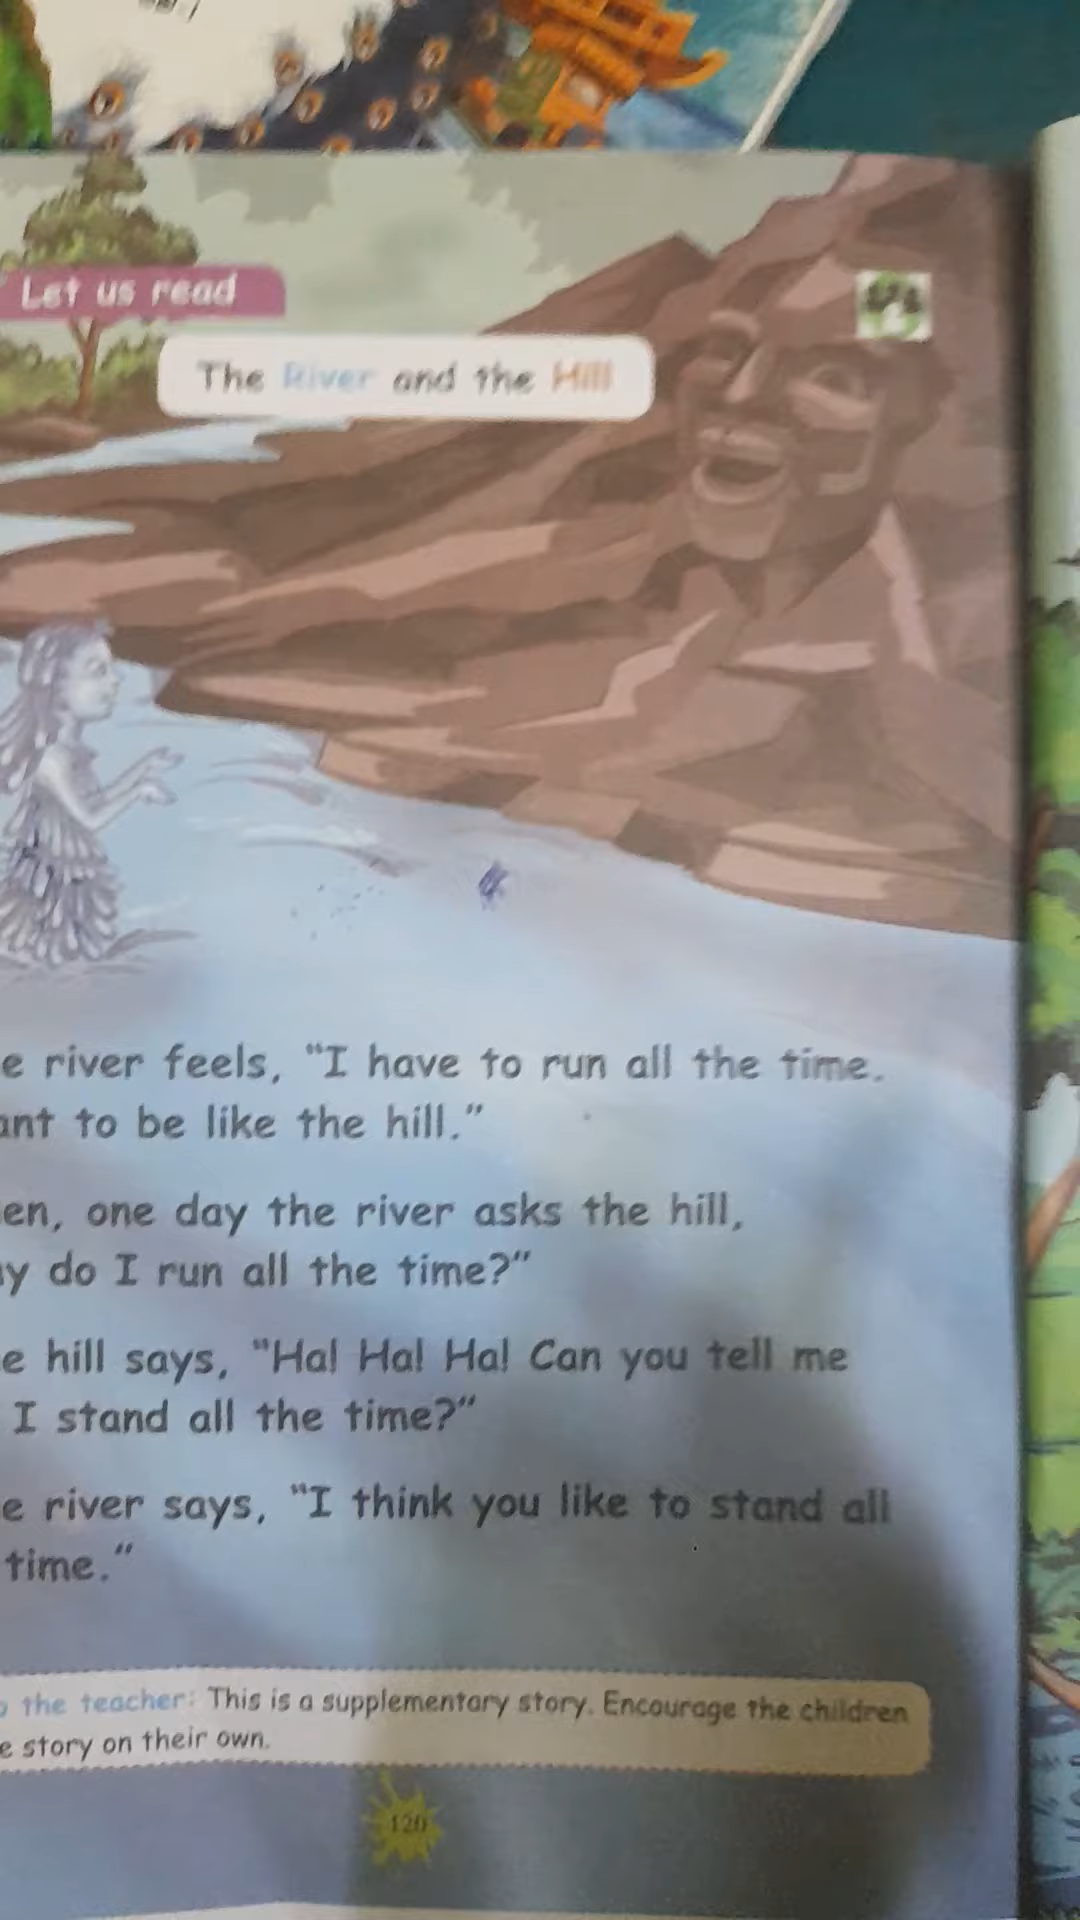 Let us read
The River and the Hill
e river feels, "I have to run all the time.
ant to be like the hill."
en, one day the river asks the hill,
y do I run all the time?"
e hill says, "Ha! Ha! Ha! Can you tell me
I stand all the time?"
e river says, "I think you like to stand all
time."
the teacher: This is a supplementary story. Encourage the children
e story on their own.
120